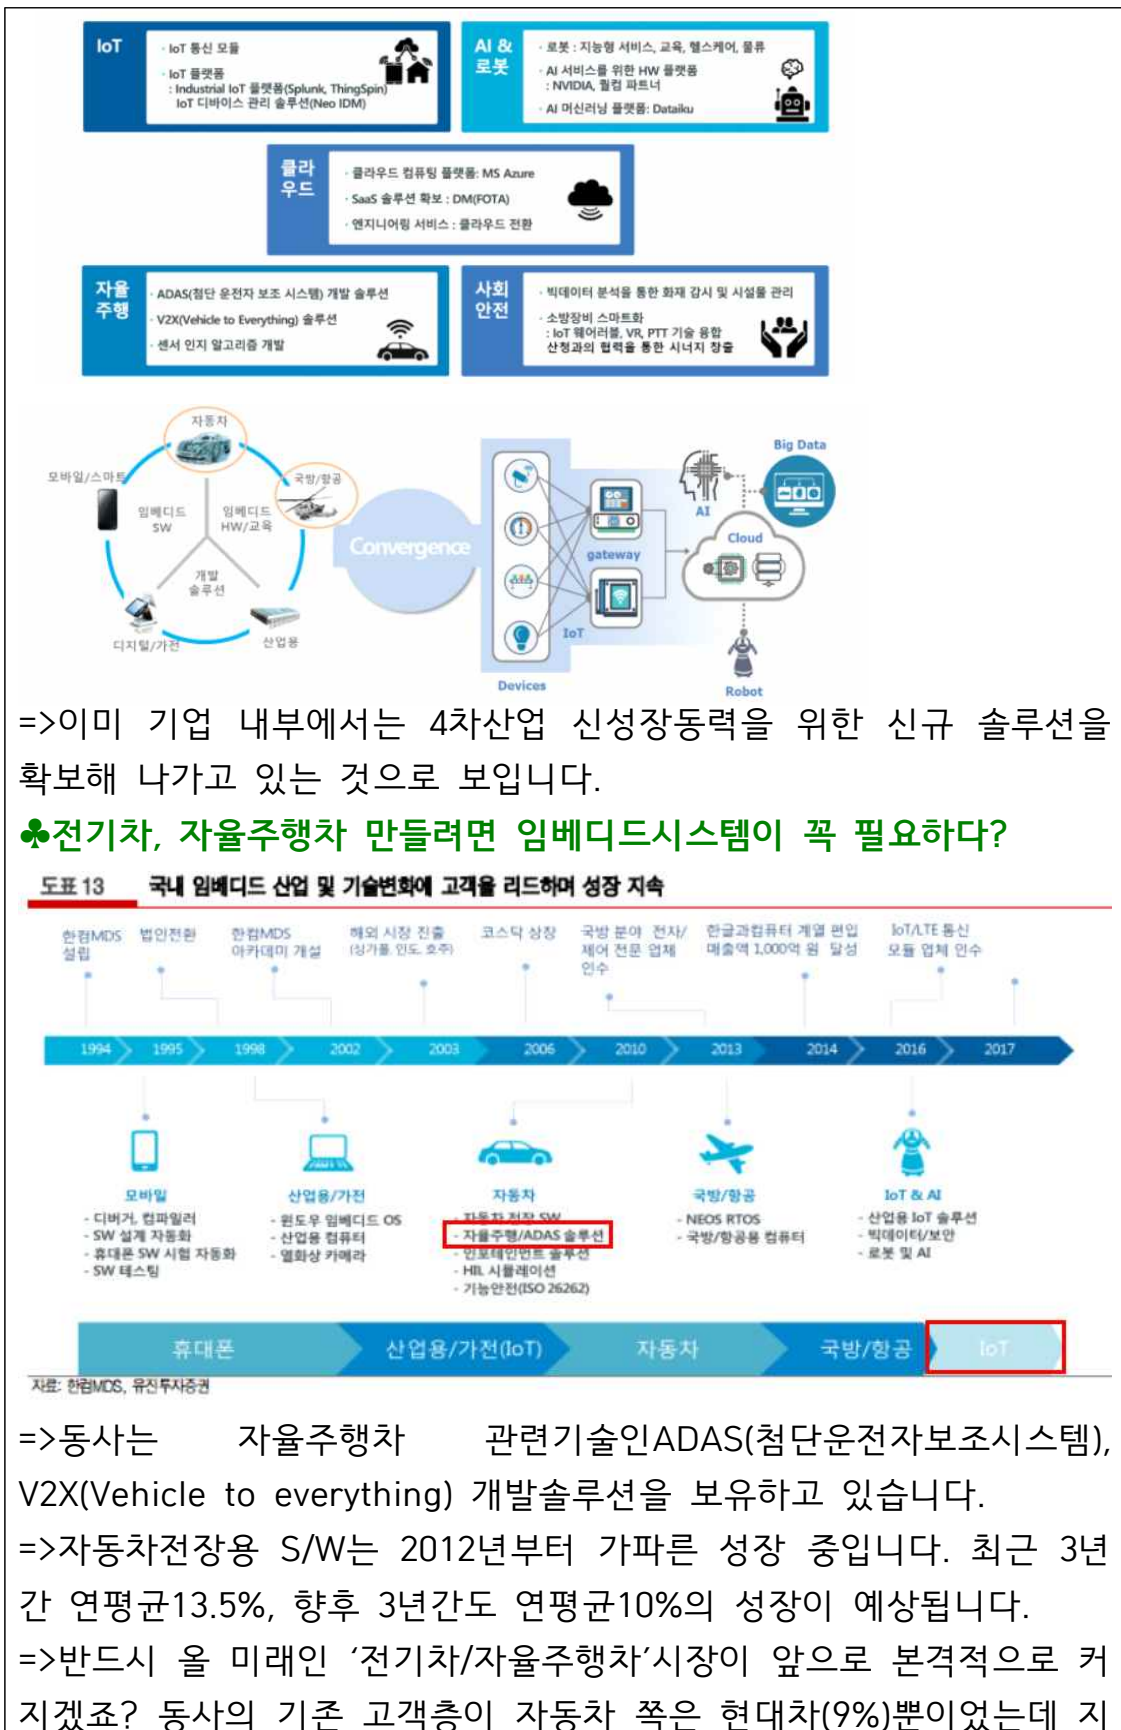 IoT
· IoT 통신 모듈
· IoT 플랫폼
: Industrial IoT 플랫폼(Splunk, ThingSpin)
IoT 디바이스 관리 솔루션(Neo IDM)
AI &
로봇
· 로봇 : 지능형 서비스, 교육, 헬스케어, 물류
· AI 서비스를 위한 HW 플랫폼
: NVIDIA, 퀄컴 파트너
· AI 머신러닝 플랫폼: Dataiku
클라
우드
· 클라우드 컴퓨팅 플랫폼: MS Azure
· SaaS 솔루션 확보 : DM(FOTA)
· 엔지니어링 서비스 : 클라우드 전환
자율
주행
· ADAS(첨단 운전자 보조 시스템) 개발 솔루션
· V2X(Vehicle to Everything) 솔루션
· 센서 인지 알고리즘 개발
사회
안전
· 빅데이터 분석을 통한 화재 감시 및 시설물 관리
· 소방장비 스마트화
: IoT 웨어러블, VR, PTT 기술 융합
산청과의 협력을 통한 시너지 창출
자동차
모바일/스마트
국방/항공
임베디드
SW
임베디드
HW/교육
개발
솔루션
디지털/가전
산업용
Convergence
Devices
gateway
IoT
AI
Big Data
Cloud
Robot
=>이미 기업 내부에서는 4차산업 신성장동력을 위한 신규 솔루션을
확보해 나가고 있는 것으로 보입니다.
♣전기차, 자율주행차 만들려면 임베디드시스템이 꼭 필요하다?
도표 13 국내 임베디드 산업 및 기술변화에 고객을 리드하며 성장 지속
한컴MDS
설립
법인전환
한컴MDS
아카데미 개설
해외 시장 진출
(싱가폴, 인도, 호주)
코스닥 상장
국방 분야 전자/
제어 전문 업체
인수
한글과컴퓨터 계열 편입
매출액 1,000억 원 달성
IoT/LTE 통신
모듈 업체 인수
1994 1995 1998 2002 2003 2006 2010 2013 2014 2016 2017
모바일
- 디버거, 컴파일러
- SW 설계 자동화
- 휴대폰 SW 시험 자동화
- SW 테스팅
산업용/가전
- 윈도우 임베디드 OS
- 산업용 컴퓨터
- 열화상 카메라
자동차
- 자동차 전장 SW
- 자율주행/ADAS 솔루션
- 인포테인먼트 솔루션
- HIL 시뮬레이션
- 기능안전(ISO 26262)
국방/항공
- NEOS RTOS
- 국방/항공용 컴퓨터
IoT & AI
- 산업용 IoT 솔루션
- 빅데이터/보안
- 로봇 및 AI
휴대폰 산업용/가전(IoT) 자동차 국방/항공 IoT
자료: 한컴MDS, 유진투자증권
=>동사는 자율주행차 관련기술인ADAS(첨단운전자보조시스템),
V2X(Vehicle to everything) 개발솔루션을 보유하고 있습니다.
=>자동차전장용 S/W는 2012년부터 가파른 성장 중입니다. 최근 3년
간 연평균13.5%, 향후 3년간도 연평균10%의 성장이 예상됩니다.
=>반드시 올 미래인 ‘전기차/자율주행차’시장이 앞으로 본격적으로 커
지겠죠? 동사의 기존 고객층이 자동차 쪽은 현대차(9%)뿐이었는데 지